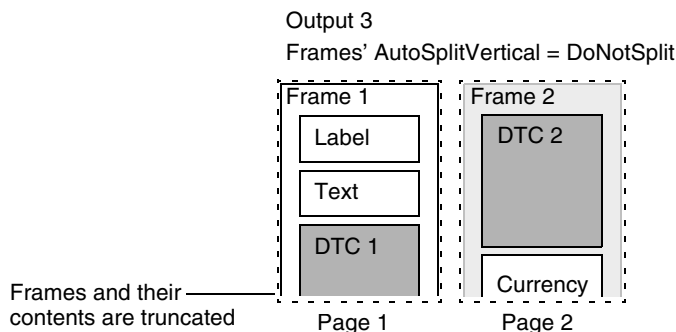 Output 3
Frames’ AutoSplitVertical = DoNotSplit
Frame 1
Label
Text
DTC 1
Frame 2
DTC 2
Currency
Frames and their
contents are truncated
Page 1
Page 2